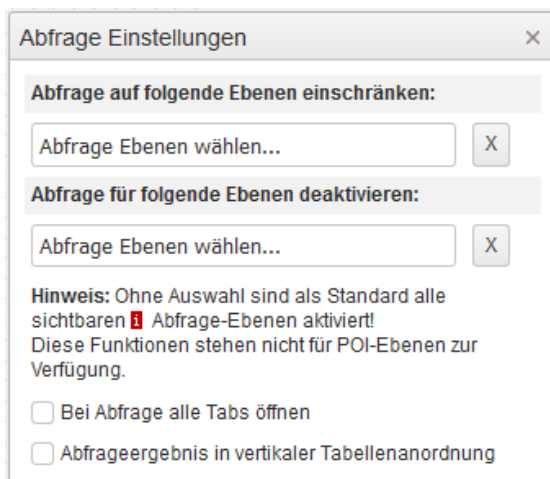 Abfrage Einstellungen ×
Abfrage auf folgende Ebenen einschränken:
Abfrage Ebenen wählen... X
Abfrage für folgende Ebenen deaktivieren:
Abfrage Ebenen wählen... X
Hinweis: Ohne Auswahl sind als Standard alle
sichtbaren i Abfrage-Ebenen aktiviert!
Diese Funktionen stehen nicht für POI-Ebenen zur
Verfügung.
Bei Abfrage alle Tabs öffnen
Abfrageergebnis in vertikaler Tabellenanordnung